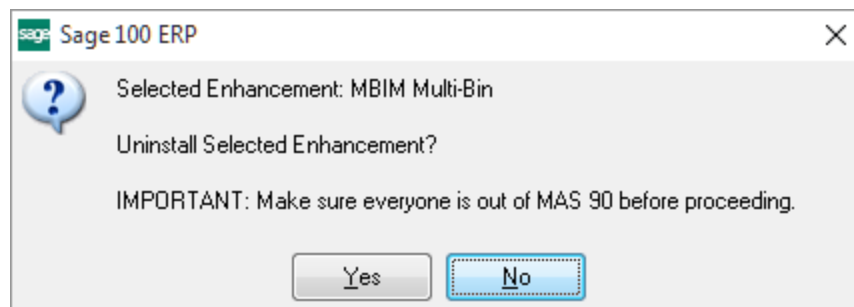 sage Sage 100 ERP
Selected Enhancement: MBIM Multi-Bin
Uninstall Selected Enhancement?
IMPORTANT: Make sure everyone is out of MAS 90 before proceeding.
Yes No